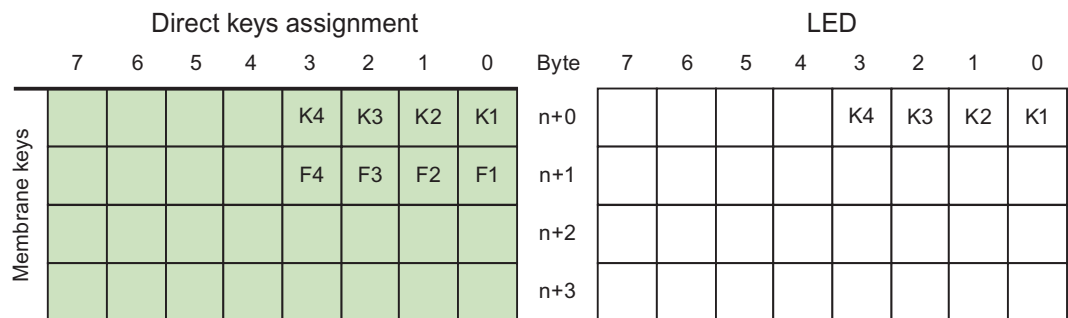 Direct keys assignment LED
7 6 5 4 3 2 1 0 Byte 7 6 5 4 3 2 1 0
Membrane keys
K4 K3 K2 K1 n+0 K4 K3 K2 K1
F4 F3 F2 F1 n+1
n+2
n+3